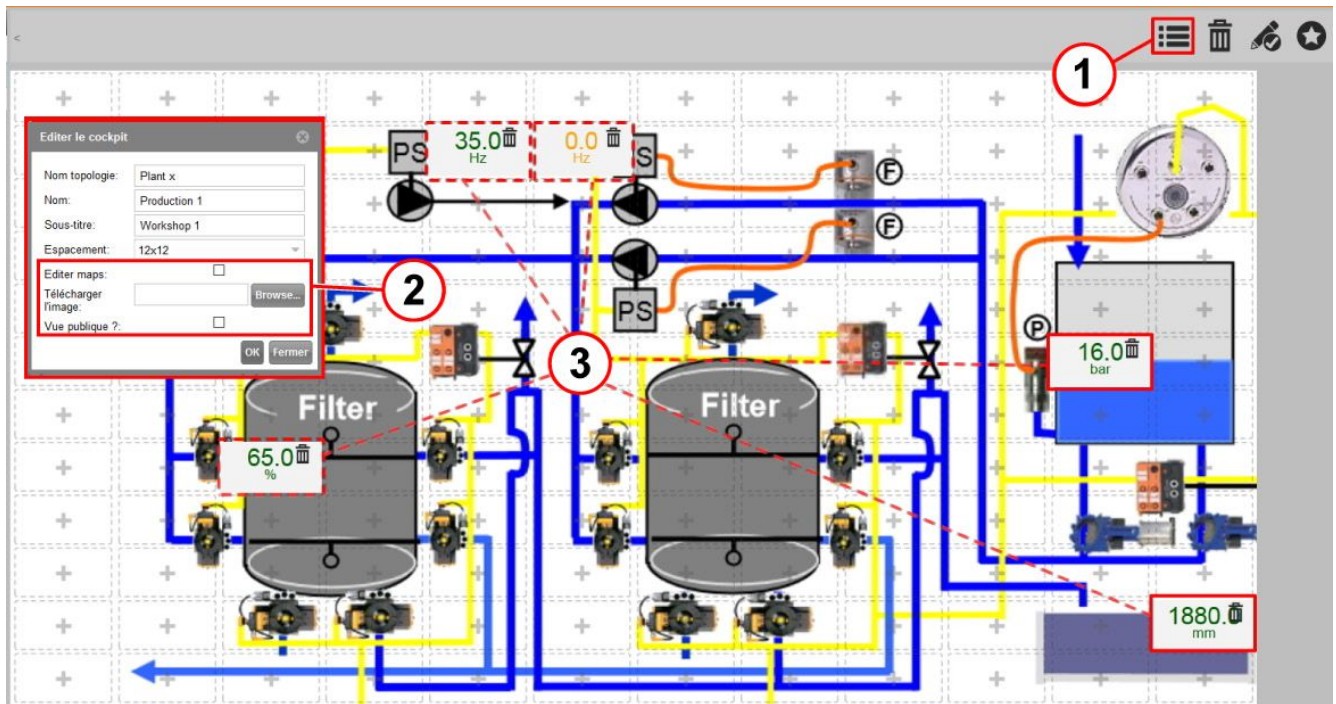 <
1
Editer le cockpit
Nom topologie: Plant x
Nom: Production 1
Sous-titre: Workshop 1
Espacement: 12x12
Editer maps:
Télécharger
l'image: Browse...
Vue publique ?:
OK Fermer
2
PS
35.0
Hz
0.0
Hz
S
F
F
PS
3
P
16.0
bar
Filter
Filter
65.0
%
1880.0
mm